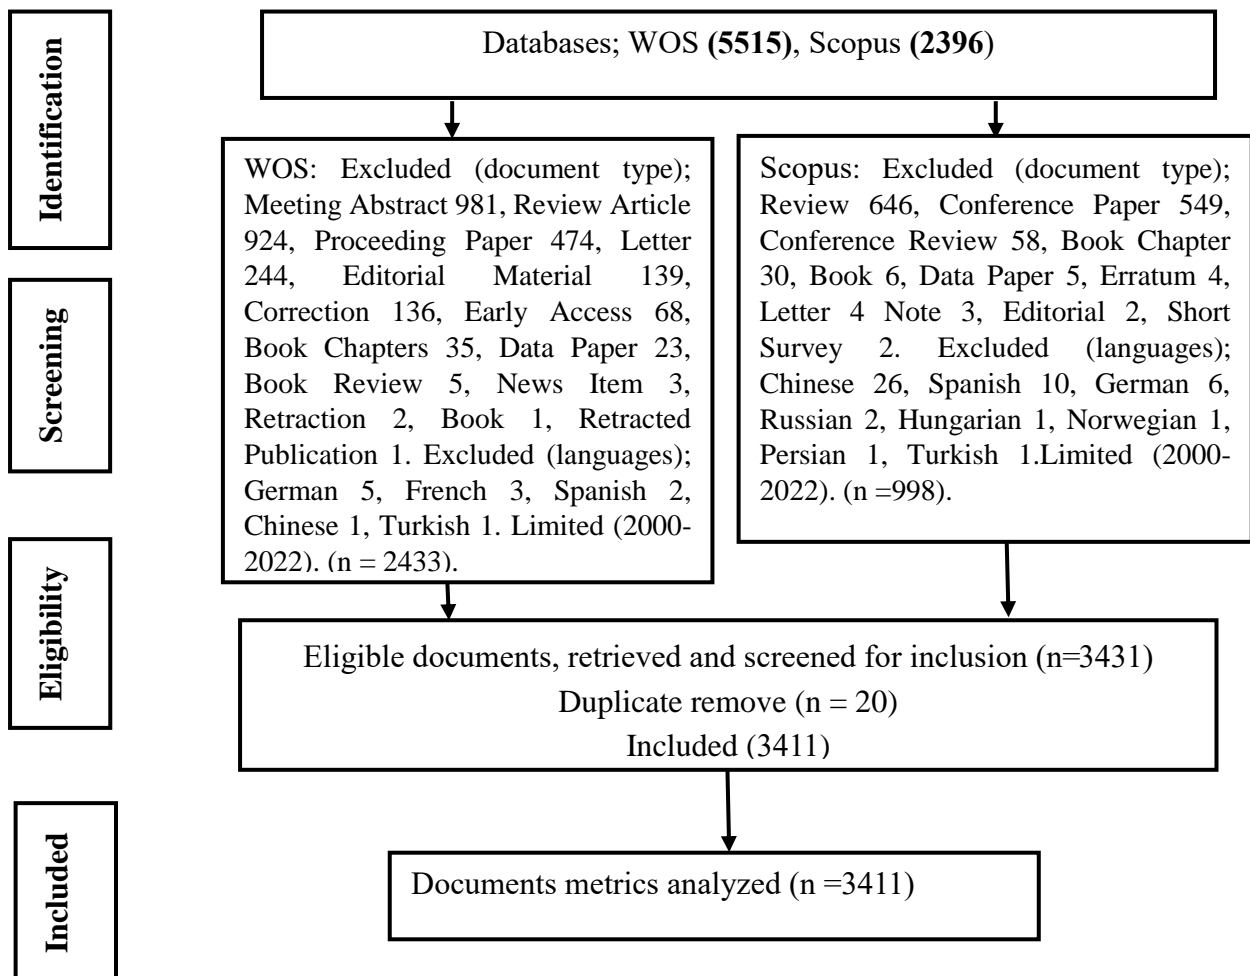 Identification
Databases; WOS (5515), Scopus (2396)
WOS: Excluded (document type);
Meeting Abstract 981, Review Article
924, Proceeding Paper 474, Letter
244, Editorial Material 139,
Correction 136, Early Access 68,
Book Chapters 35, Data Paper 23,
Book Review 5, News Item 3,
Retraction 2, Book 1, Retracted
Publication 1. Excluded (languages);
German 5, French 3, Spanish 2,
Chinese 1, Turkish 1. Limited (2000-
2022). (n = 2433).
Scopus: Excluded (document type);
Review 646, Conference Paper 549,
Conference Review 58, Book Chapter
30, Book 6, Data Paper 5, Erratum 4,
Letter 4 Note 3, Editorial 2, Short
Survey 2. Excluded (languages);
Chinese 26, Spanish 10, German 6,
Russian 2, Hungarian 1, Norwegian 1,
Persian 1, Turkish 1.Limited (2000-
2022). (n =998).
Screening
Eligibility
Eligible documents, retrieved and screened for inclusion (n=3431)
Duplicate remove (n = 20)
Included (3411)
Included
Documents metrics analyzed (n =3411)